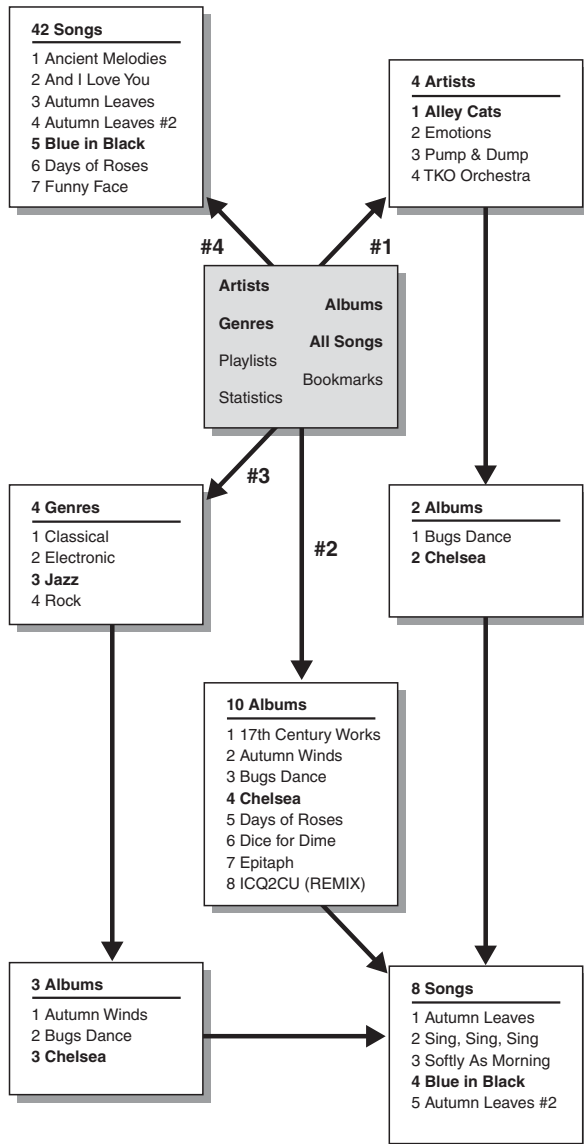 42 Songs
1 Ancient Melodies
2 And I Love You
3 Autumn Leaves
4 Autumn Leaves #2
5 Blue in Black
6 Days of Roses
7 Funny Face
4 Artists
1 Alley Cats
2 Emotions
3 Pump & Dump
4 TKO Orchestra
#4
#1
Artists
Albums
Genres
All Songs
Playlists
Bookmarks
Statistics
#3
#2
4 Genres
1 Classical
2 Electronic
3 Jazz
4 Rock
2 Albums
1 Bugs Dance
2 Chelsea
10 Albums
1 17th Century Works
2 Autumn Winds
3 Bugs Dance
4 Chelsea
5 Days of Roses
6 Dice for Dime
7 Epitaph
8 ICQ2CU (REMIX)
3 Albums
1 Autumn Winds
2 Bugs Dance
3 Chelsea
8 Songs
1 Autumn Leaves
2 Sing, Sing, Sing
3 Softly As Morning
4 Blue in Black
5 Autumn Leaves #2